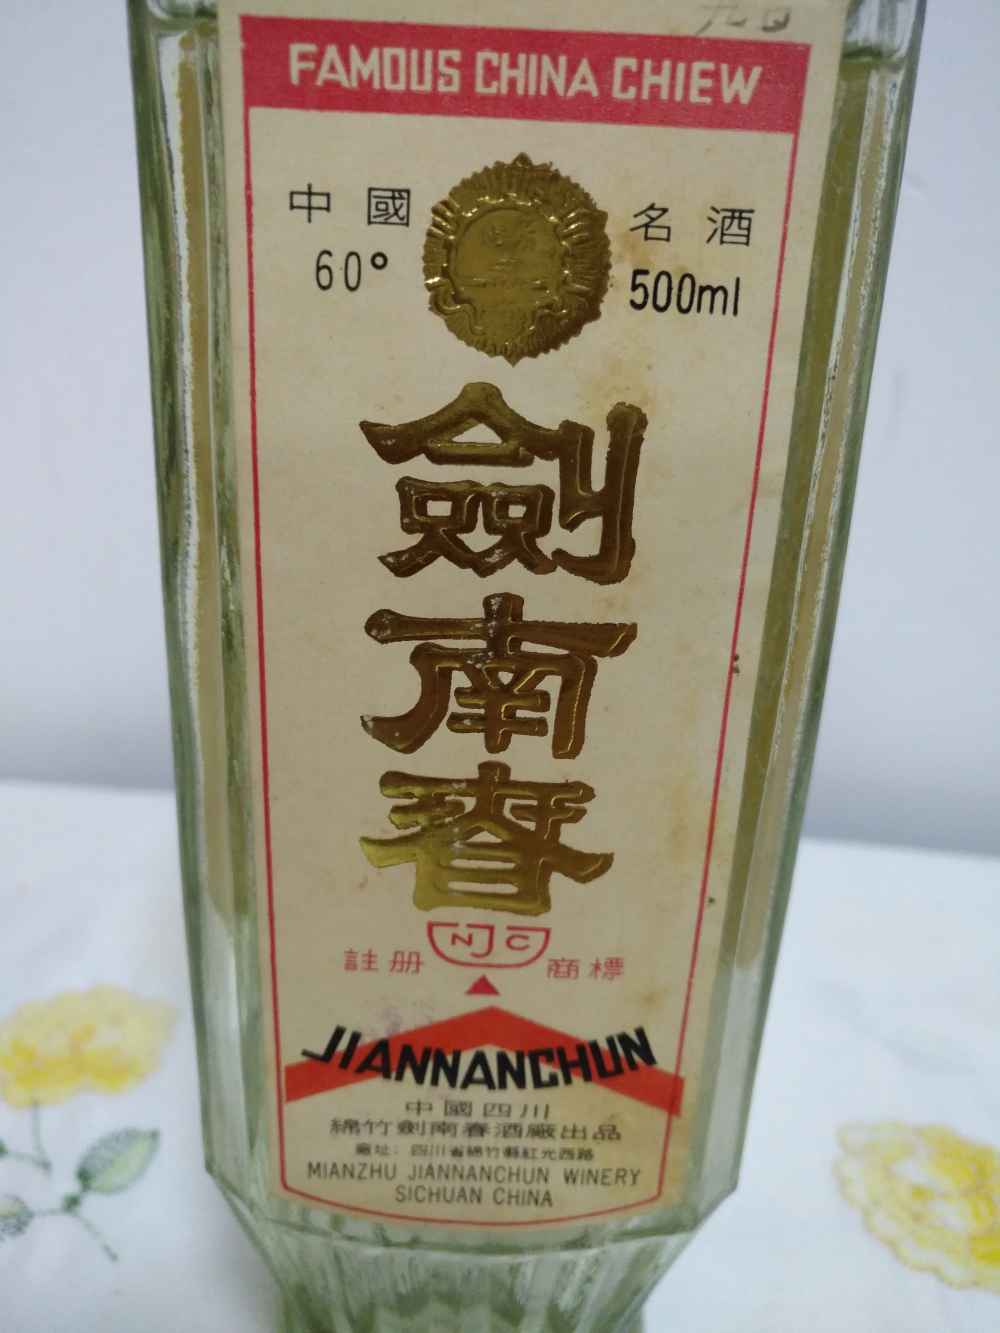 FAMOUS CHINA CHIEW
中國 名酒
60° 500ml
劍南春
NJC
註册 商標
JIANNANCHUN
中國四川
綿竹劍南春酒廠出品
廠址：四川省綿竹縣紅光西路
MIANZHU JIANNANCHUN WINERY
SICHUAN CHINA